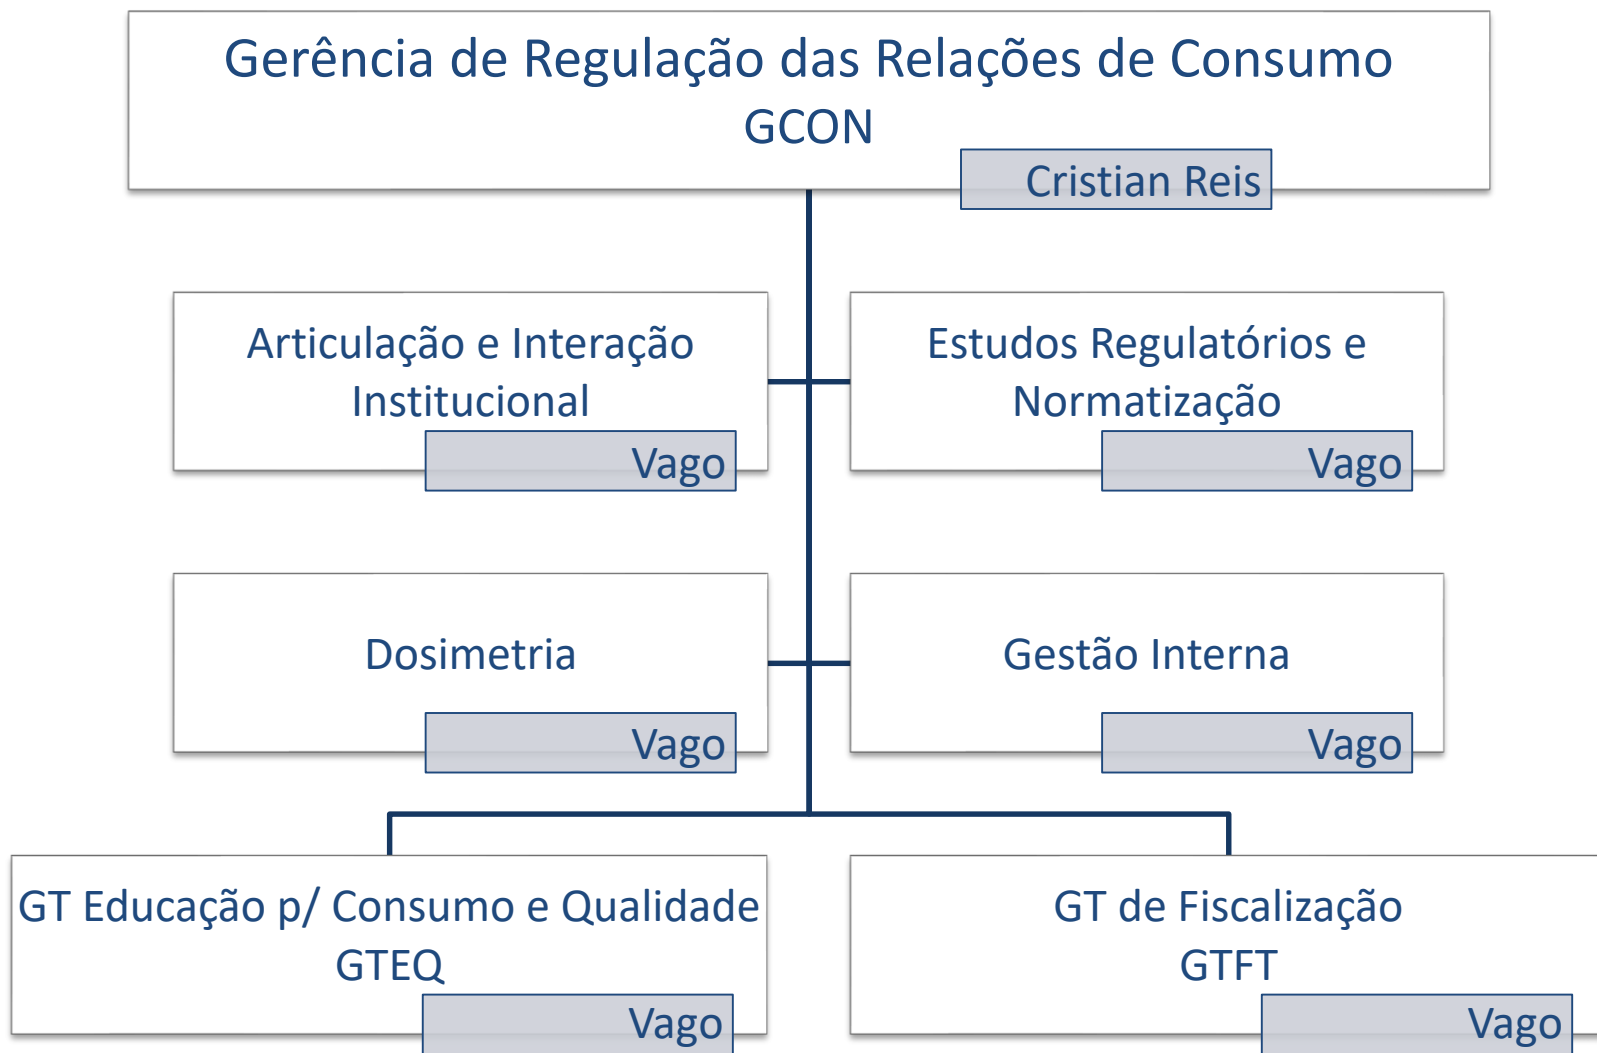 Gerência de Regulação das Relações de Consumo
GCON
Cristian Reis
Articulação e Interação
Institucional
Vago
Estudos Regulatórios e
Normatização
Vago
Dosimetria
Vago
Gestão Interna
Vago
GT Educação p/ Consumo e Qualidade
GTEQ
Vago
GT de Fiscalização
GTFT
Vago